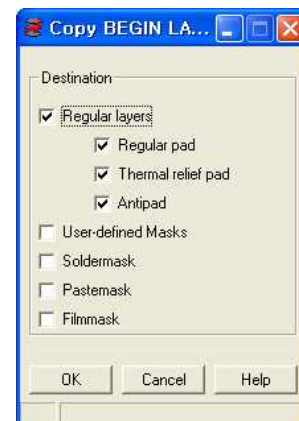 Copy BEGIN LA...
Destination
Regular layers
Regular pad
Thermal relief pad
Antipad
User-defined Masks
Soldermask
Pastemask
Filmmask
OK Cancel Help